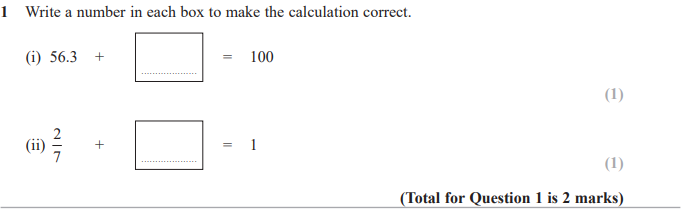 1 Write a number in each box to make the calculation correct.
(i) 56.3 + .................... = 100
(1)
(ii) 2/7 + .................... = 1
(1)
(Total for Question 1 is 2 marks)